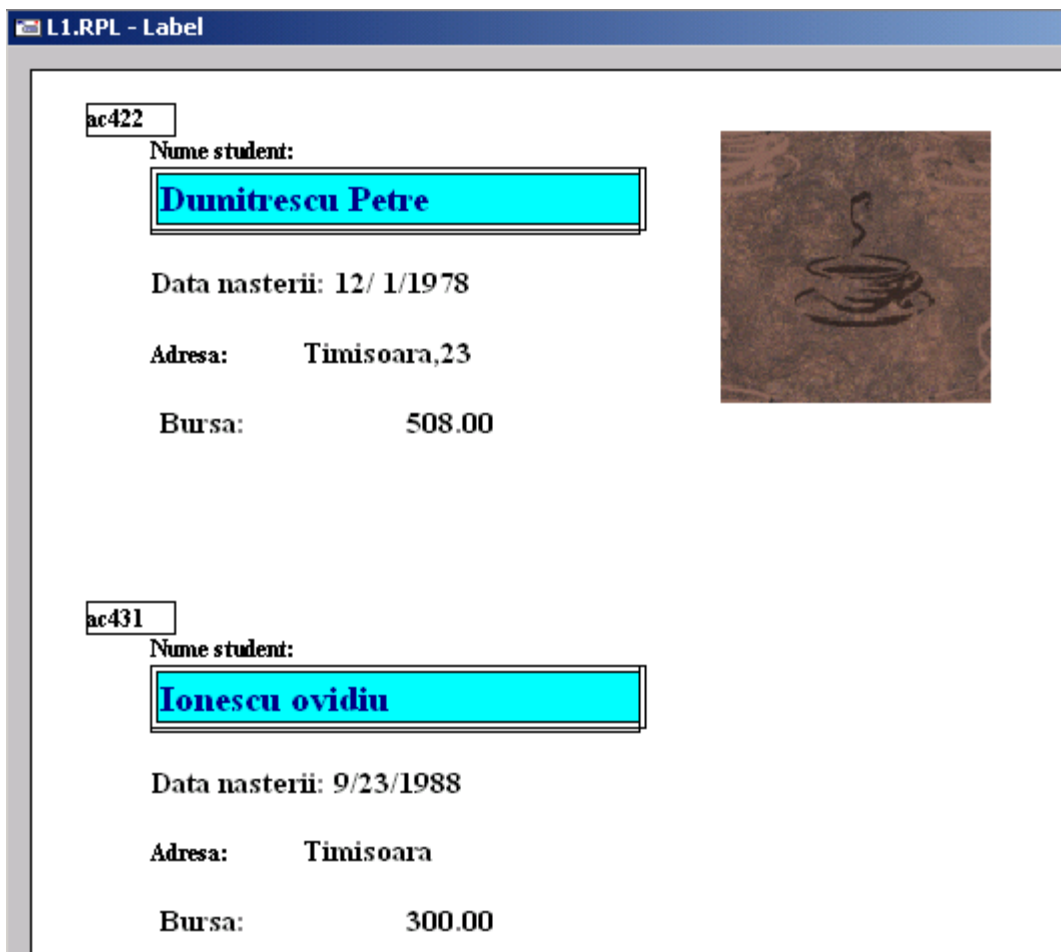 L1.RPL - Label
ac422
Nume student:
Dumitrescu Petre
Data nasterii: 12/ 1/1978
Adresa: Timisoara,23
Bursa: 508.00
ac431
Nume student:
Ionescu ovidiu
Data nasterii: 9/23/1988
Adresa: Timisoara
Bursa: 300.00